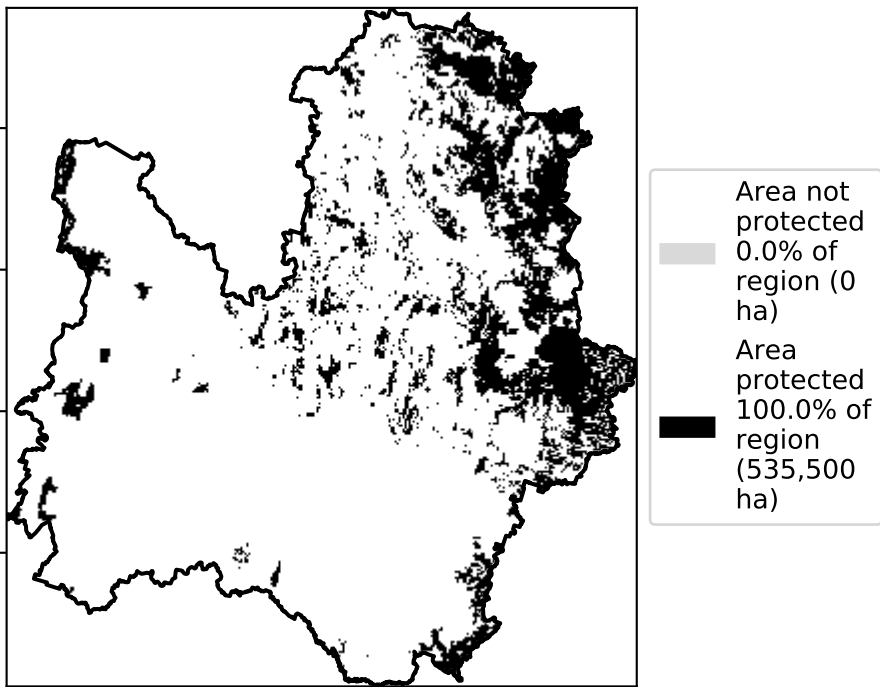 Area not
protected
0.0% of
region (0
ha)
Area
protected
100.0% of
region
(535,500
ha)